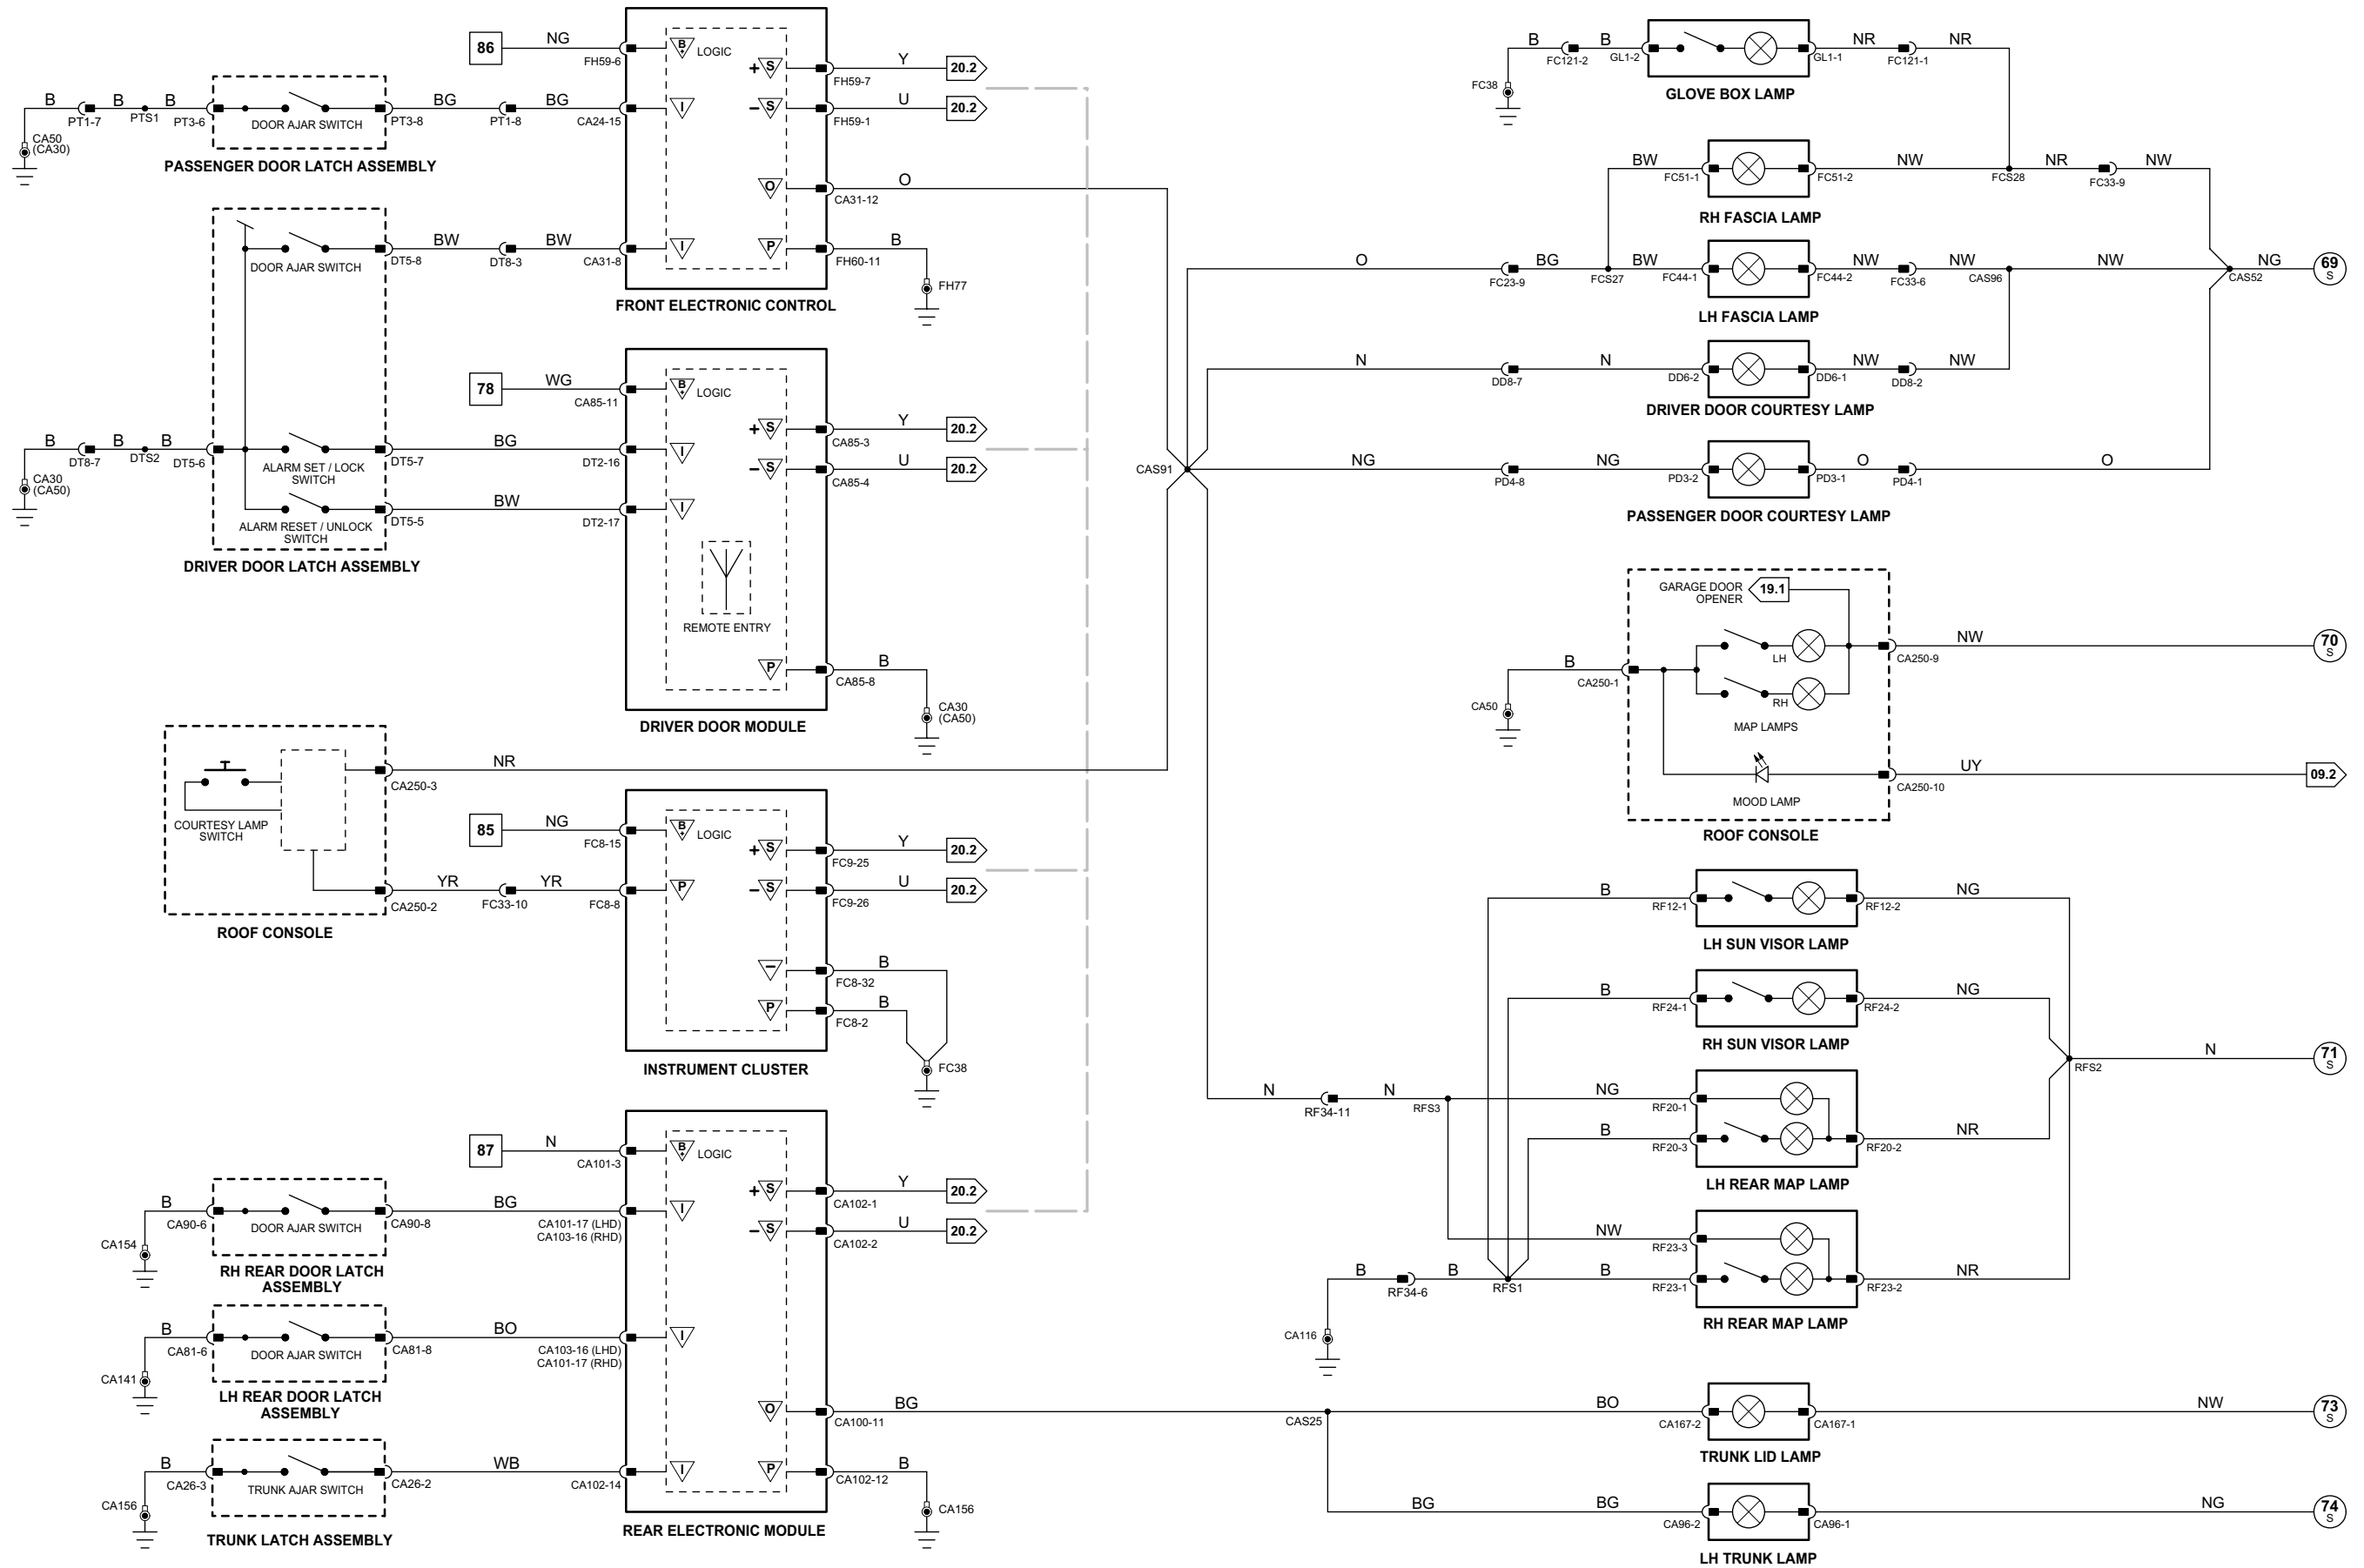 86
NG
FH59-6
B+
LOGIC
+
S
FH59-7
Y
20.2
-
S
FH59-1
U
20.2
B
PT1-7
B
PTS1
B
PT3-6
DOOR AJAR SWITCH
PT3-8
BG
PT1-8
BG
CA24-15
I
CA50
(CA30)
PASSENGER DOOR LATCH ASSEMBLY
O
CA31-12
O
DOOR AJAR SWITCH
DT5-8
BW
DT8-3
BW
CA31-8
I
P
FH60-11
B
FH77
FRONT ELECTRONIC CONTROL
78
WG
CA85-11
B+
LOGIC
+
S
CA85-3
Y
20.2
-
S
CA85-4
U
20.2
B
DT8-7
B
DTS2
B
DT5-6
ALARM SET / LOCK
SWITCH
DT5-7
BG
DT2-16
I
CA30
(CA50)
ALARM RESET / UNLOCK
SWITCH
DT5-5
BW
DT2-17
I
DRIVER DOOR LATCH ASSEMBLY
REMOTE ENTRY
P
CA85-8
B
CA30
(CA50)
DRIVER DOOR MODULE
COURTESY LAMP
SWITCH
CA250-3
NR
CA250-2
YR
FC33-10
YR
FC8-8
P
ROOF CONSOLE
85
NG
FC8-15
B+
LOGIC
+
S
FC9-25
Y
20.2
-
S
FC9-26
U
20.2
-
FC8-32
B
P
FC8-2
B
FC38
INSTRUMENT CLUSTER
87
N
CA101-3
B+
LOGIC
+
S
CA102-1
Y
20.2
-
S
CA102-2
U
20.2
B
CA90-6
DOOR AJAR SWITCH
CA90-8
BG
CA101-17 (LHD)
CA103-16 (RHD)
I
CA154
RH REAR DOOR LATCH
ASSEMBLY
B
CA81-6
DOOR AJAR SWITCH
CA81-8
BO
CA103-16 (LHD)
CA101-17 (RHD)
I
CA141
LH REAR DOOR LATCH
ASSEMBLY
O
CA100-11
BG
B
CA26-3
TRUNK AJAR SWITCH
CA26-2
WB
CA102-14
I
P
CA102-12
B
CA156
CA156
TRUNK LATCH ASSEMBLY
REAR ELECTRONIC MODULE
CAS91
B
FC121-2
B
GL1-2
GL1-1
NR
FC121-1
NR
FC38
GLOVE BOX LAMP
BW
FC51-1
FC51-2
NW
FCS28
NR
FC33-9
NW
RH FASCIA LAMP
O
FC23-9
BG
FCS27
BW
FC44-1
FC44-2
NW
FC33-6
NW
CAS96
NW
CAS52
NG
69
S
LH FASCIA LAMP
N
DD8-7
N
DD6-2
DD6-1
NW
DD8-2
NW
DRIVER DOOR COURTESY LAMP
NG
PD4-8
NG
PD3-2
PD3-1
O
PD4-1
O
PASSENGER DOOR COURTESY LAMP
GARAGE DOOR
OPENER
19.1
LH
CA250-9
NW
70
S
B
CA250-1
RH
CA50
MAP LAMPS
CA250-10
UY
09.2
MOOD LAMP
ROOF CONSOLE
B
RF12-1
RF12-2
NG
LH SUN VISOR LAMP
B
RF24-1
RF24-2
NG
RH SUN VISOR LAMP
RFS2
N
71
S
N
RF34-11
N
RFS3
NG
RF20-1
B
RF20-3
RF20-2
NR
LH REAR MAP LAMP
NW
RF23-3
B
RF34-6
B
RFS1
B
RF23-1
RF23-2
NR
CA116
RH REAR MAP LAMP
CAS25
BO
CA167-2
CA167-1
NW
73
S
TRUNK LID LAMP
BG
BG
CA96-2
CA96-1
NG
74
S
LH TRUNK LAMP